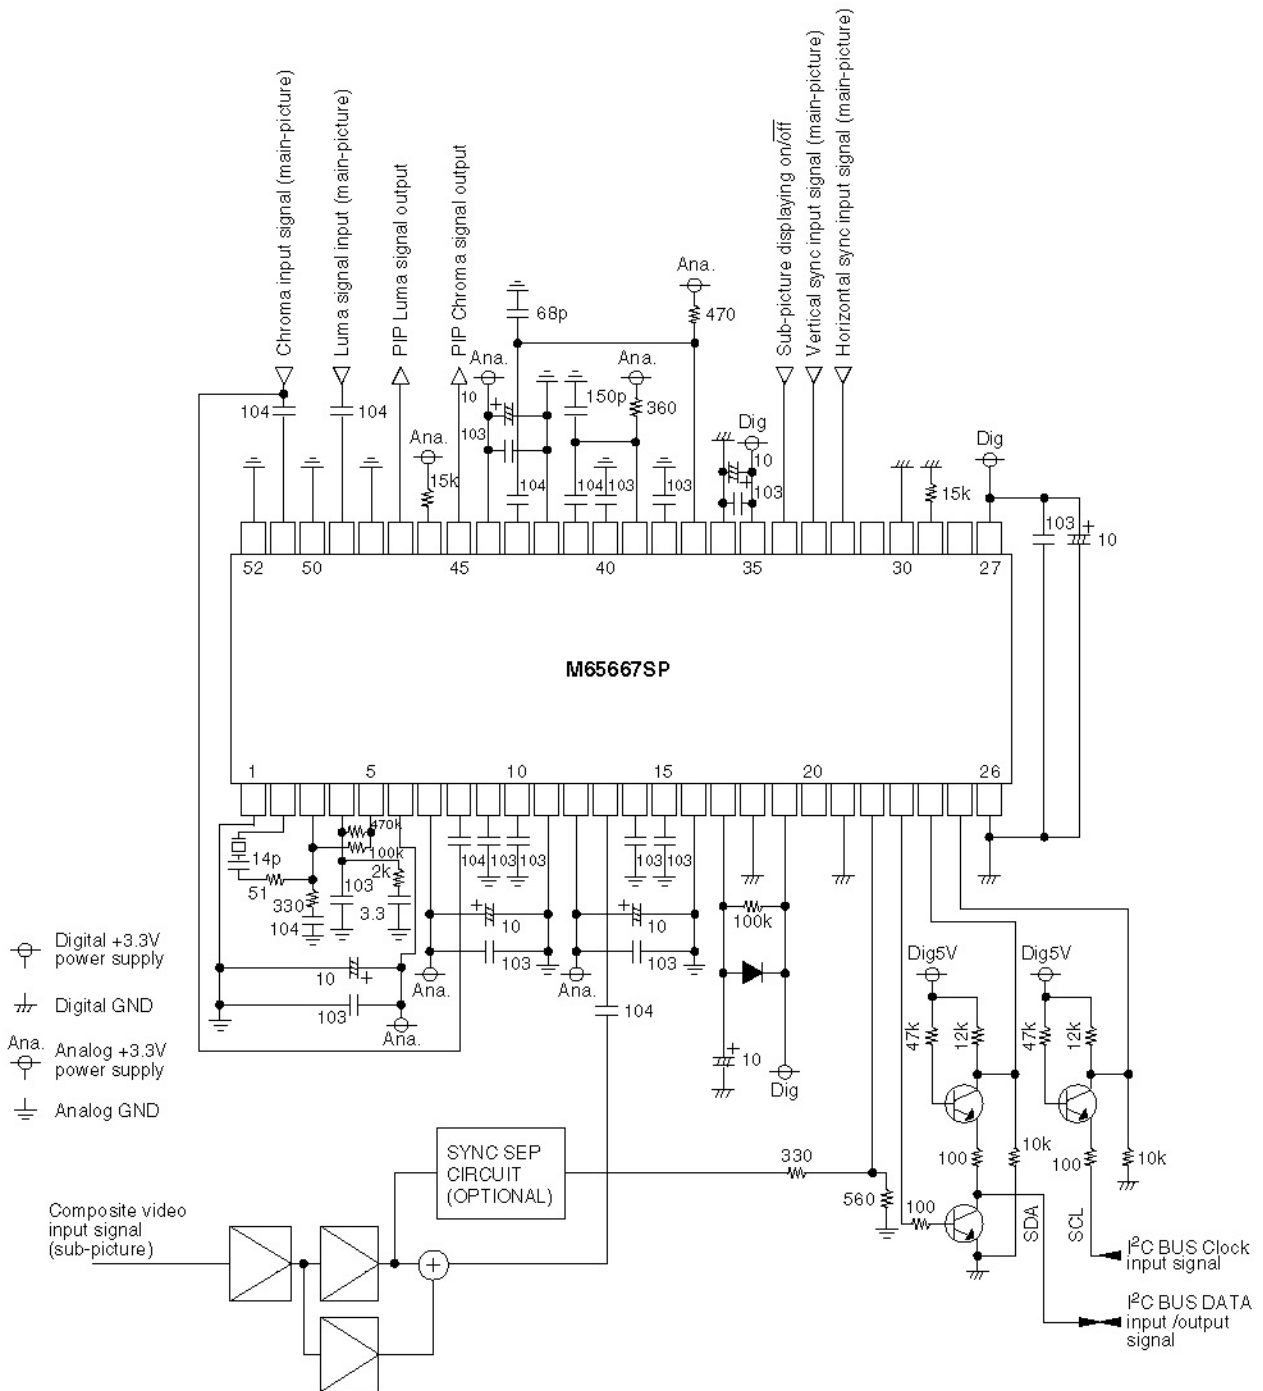 Chroma input signal (main-picture)
Luma signal input (main-picture)
PIP Luma signal output
PIP Chroma signal output
Sub-picture displaying on/off
Vertical sync input signal (main-picture)
Horizontal sync input signal (main-picture)
Ana.
68p
470
Ana.
Ana.
104
104
10
+
150p
360
Ana.
103
Dig
Dig
15k
10
+
103
15k
104
104
103
103
103
+
10
52
50
45
40
35
30
27
M65667SP
1
5
10
15
20
26
470k
100k
14p
2k
51
103
330
3.3
104
104
103
103
103
103
+
10
+
10
100k
103
103
10
+
103
Ana.
Ana.
Ana.
104
+
10
Dig
Digital +3.3V
power supply
Digital GND
Ana.
Analog +3.3V
power supply
Analog GND
Dig5V
Dig5V
47k
12k
47k
12k
100
10k
100
10k
SYNC SEP
CIRCUIT
(OPTIONAL)
330
560
100
SDA
SCL
Composite video
input signal
(sub-picture)
+
I²C BUS Clock
input signal
I²C BUS DATA
input /output
signal